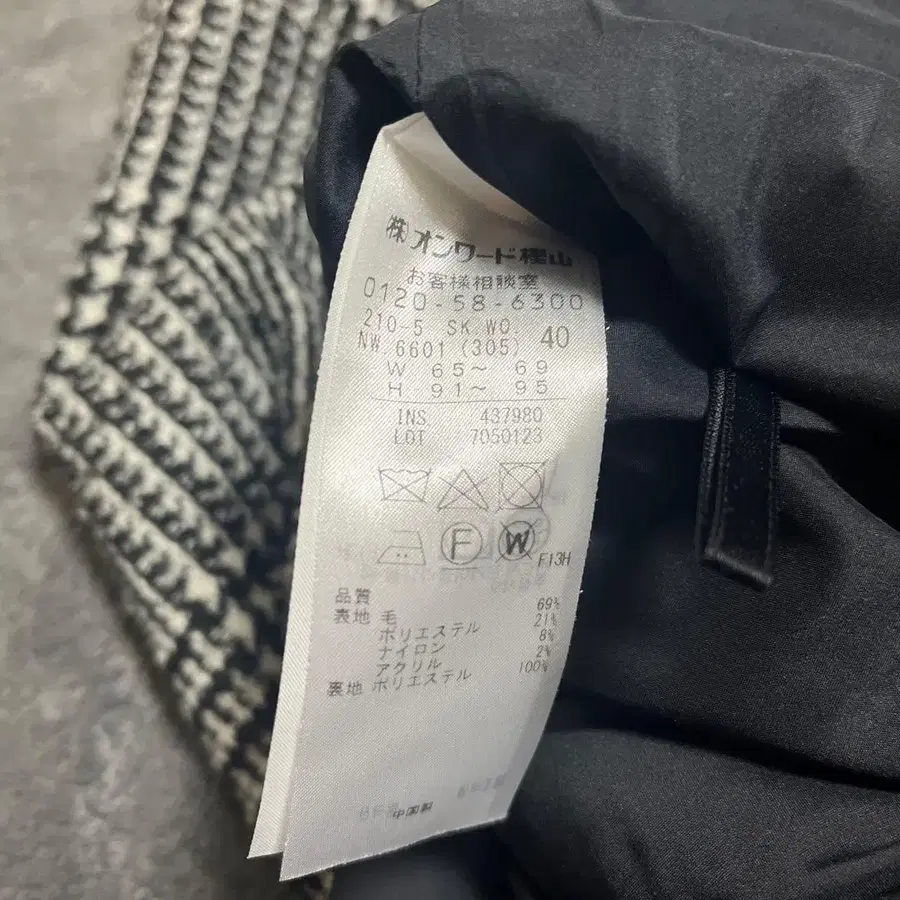 ㈱オンワード樫山
お客様相談室
0120-58-6300
210-5 SK.WO. 40
NW.6601 (305)
W 65～ 69
H 91～ 95
INS. 437980
LOT 7050123
F
W
F13H
品質
表地 毛 69%
ポリエステル 21%
ナイロン 8%
アクリル 2%
裏地 ポリエステル 100%
中国製